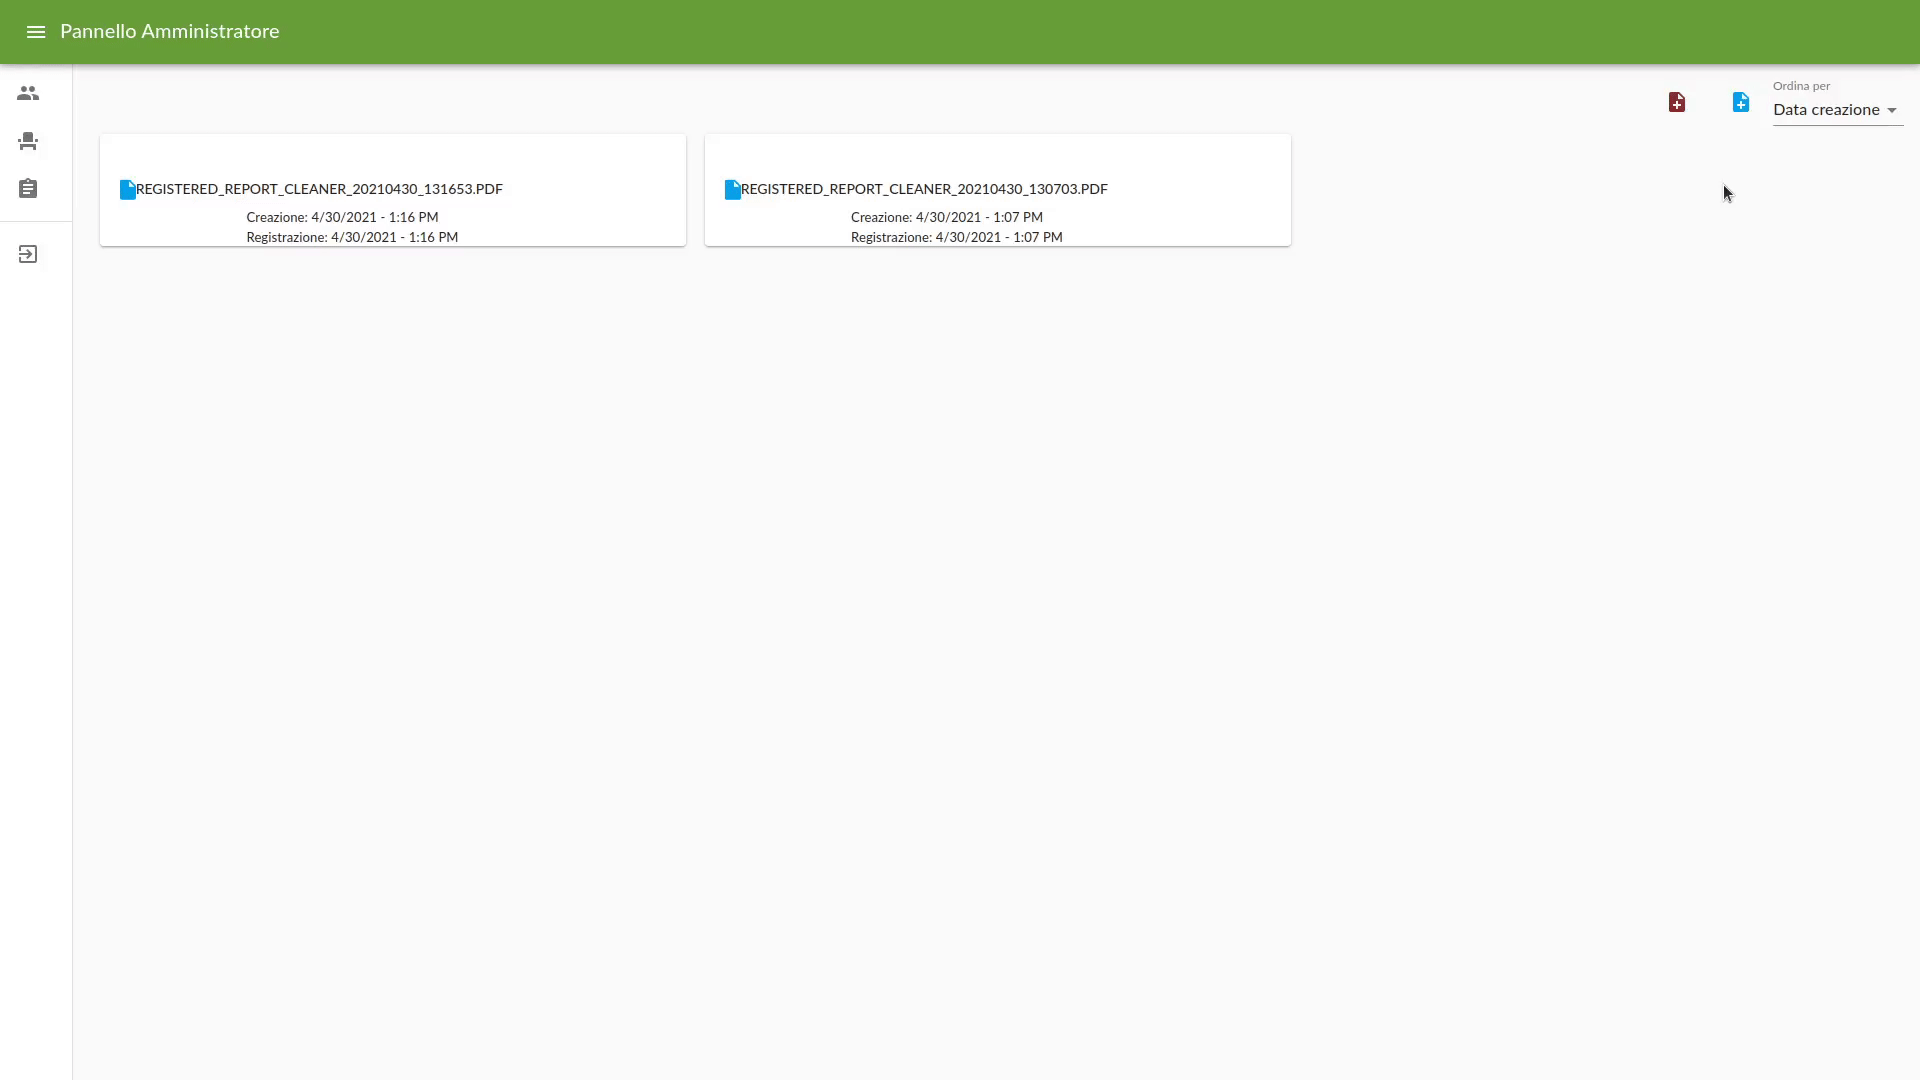 Pannello Amministratore
Ordina per
Data creazione
REGISTERED_REPORT_CLEANER_20210430_131653.PDF
Creazione: 4/30/2021 - 1:16 PM
Registrazione: 4/30/2021 - 1:16 PM
REGISTERED_REPORT_CLEANER_20210430_130703.PDF
Creazione: 4/30/2021 - 1:07 PM
Registrazione: 4/30/2021 - 1:07 PM